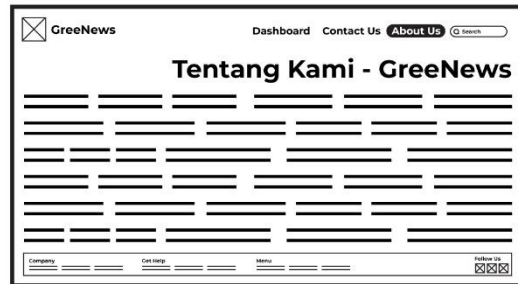 GreeNews Dashboard Contact Us About Us Search
Tentang Kami - GreeNews
Company Get Help Menu Follow Us